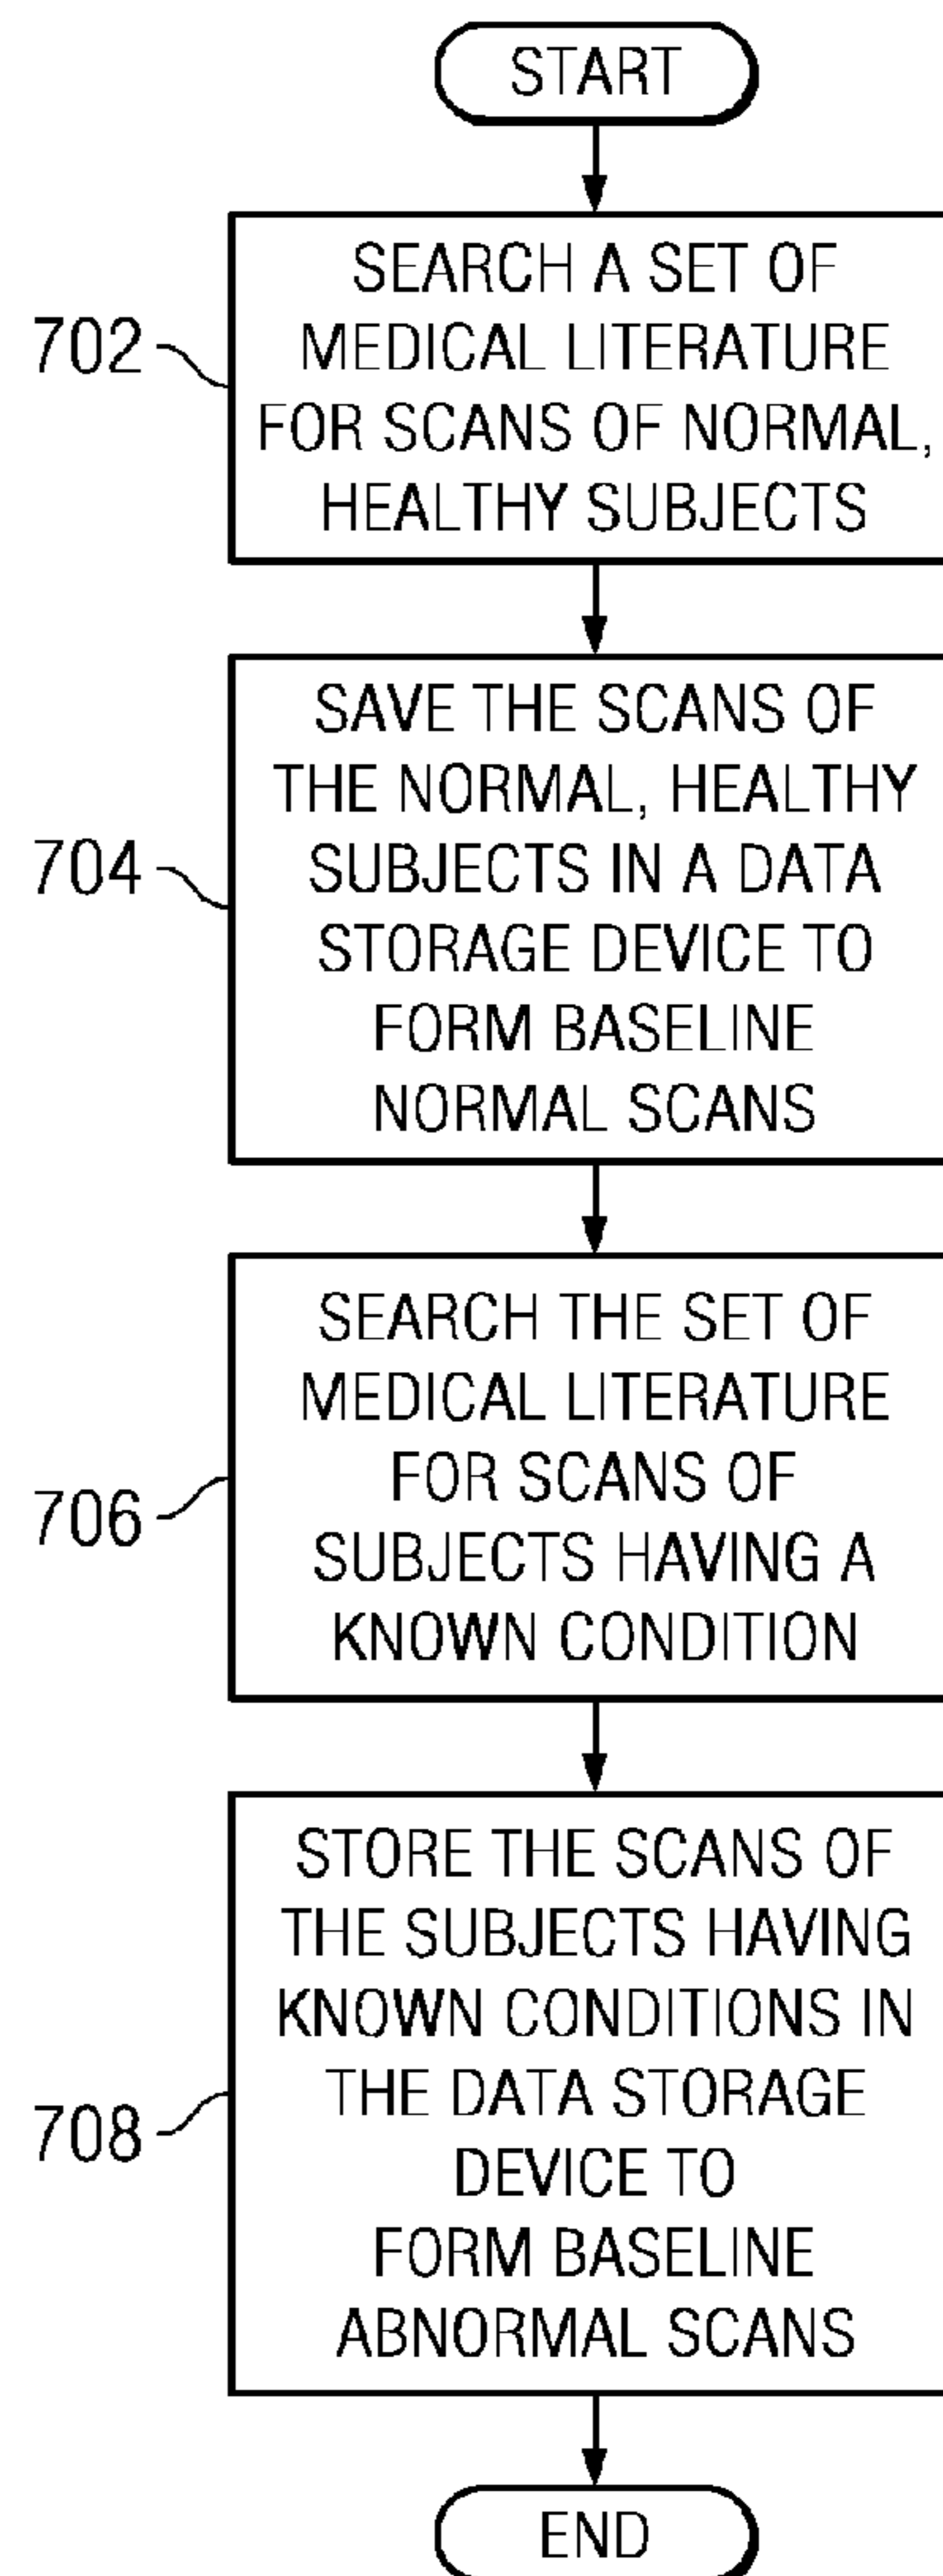 START
702
SEARCH A SET OF
MEDICAL LITERATURE
FOR SCANS OF NORMAL,
HEALTHY SUBJECTS
704
SAVE THE SCANS OF
THE NORMAL, HEALTHY
SUBJECTS IN A DATA
STORAGE DEVICE TO
FORM BASELINE
NORMAL SCANS
706
SEARCH THE SET OF
MEDICAL LITERATURE
FOR SCANS OF
SUBJECTS HAVING A
KNOWN CONDITION
708
STORE THE SCANS OF
THE SUBJECTS HAVING
KNOWN CONDITIONS IN
THE DATA STORAGE
DEVICE TO
FORM BASELINE
ABNORMAL SCANS
END